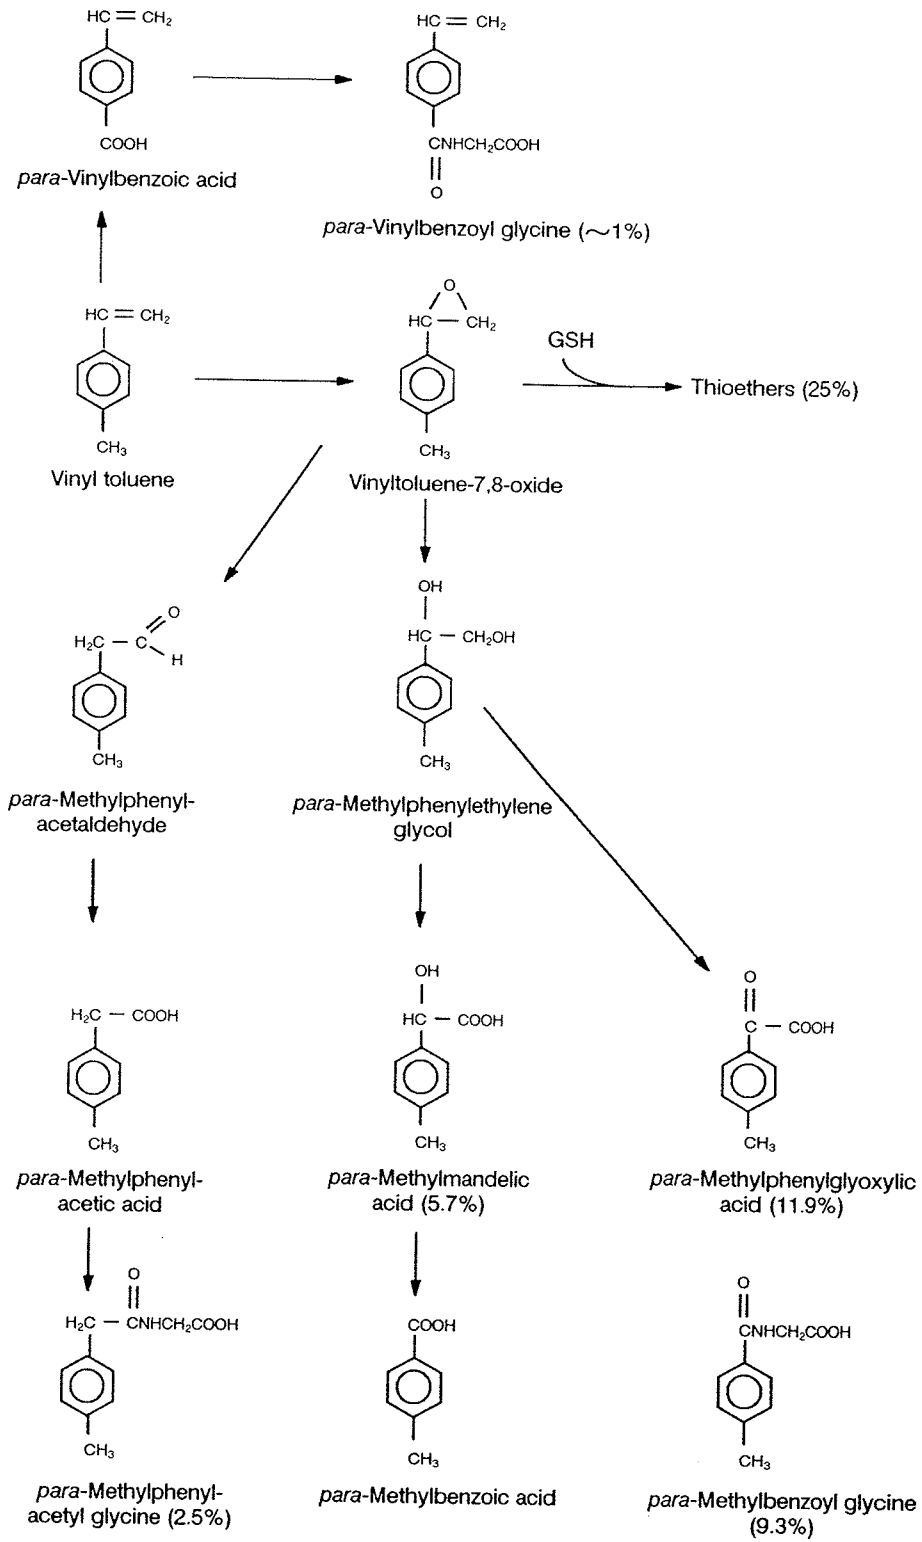 HC = CH₂
COOH
para-Vinylbenzoic acid
HC = CH₂
CNHCH₂COOH
O
para-Vinylbenzoyl glycine (~1%)
HC = CH₂
CH₃
Vinyl toluene
O
HC — CH₂
CH₃
Vinyltoluene-7,8-oxide
GSH
Thioethers (25%)
O
H₂C — C
H
CH₃
para-Methylphenyl-
acetaldehyde
OH
HC — CH₂OH
CH₃
para-Methylphenylethylene
glycol
H₂C — COOH
CH₃
para-Methylphenyl-
acetic acid
OH
HC — COOH
CH₃
para-Methylmandelic
acid (5.7%)
O
C — COOH
CH₃
para-Methylphenylglyoxylic
acid (11.9%)
O
H₂C — CNHCH₂COOH
CH₃
para-Methylphenyl-
acetyl glycine (2.5%)
COOH
CH₃
para-Methylbenzoic acid
O
CNHCH₂COOH
CH₃
para-Methylbenzoyl glycine
(9.3%)